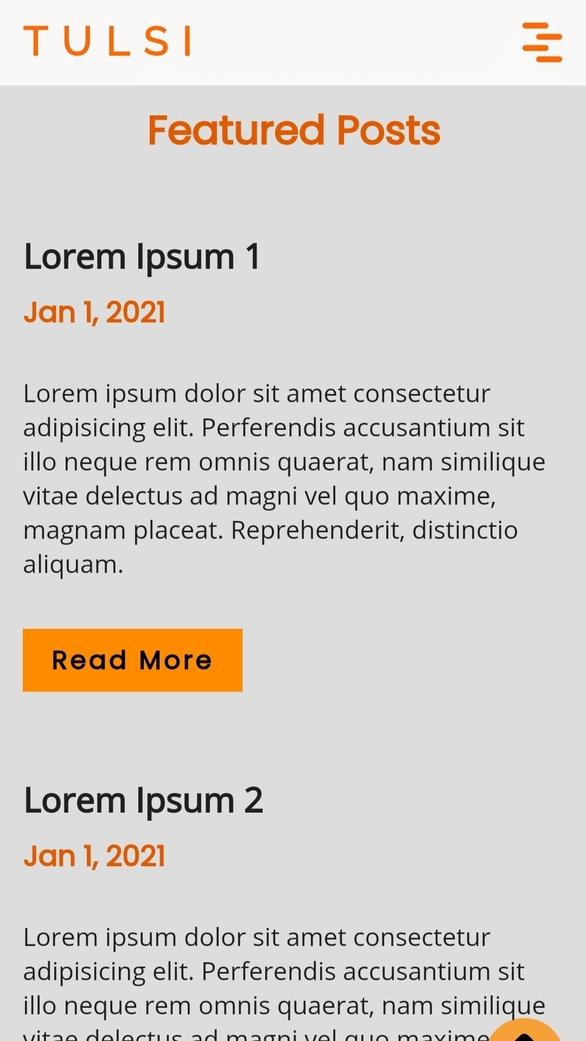 TULSI
Featured Posts
Lorem Ipsum 1
Jan 1, 2021
Lorem ipsum dolor sit amet consectetur
adipisicing elit. Perferendis accusantium sit
illo neque rem omnis quaerat, nam similique
vitae delectus ad magni vel quo maxime,
magnam placeat. Reprehenderit, distinctio
aliquam.
Read More
Lorem Ipsum 2
Jan 1, 2021
Lorem ipsum dolor sit amet consectetur
adipisicing elit. Perferendis accusantium sit
illo neque rem omnis quaerat, nam similique
vitae delectus ad magni vel quo maxime